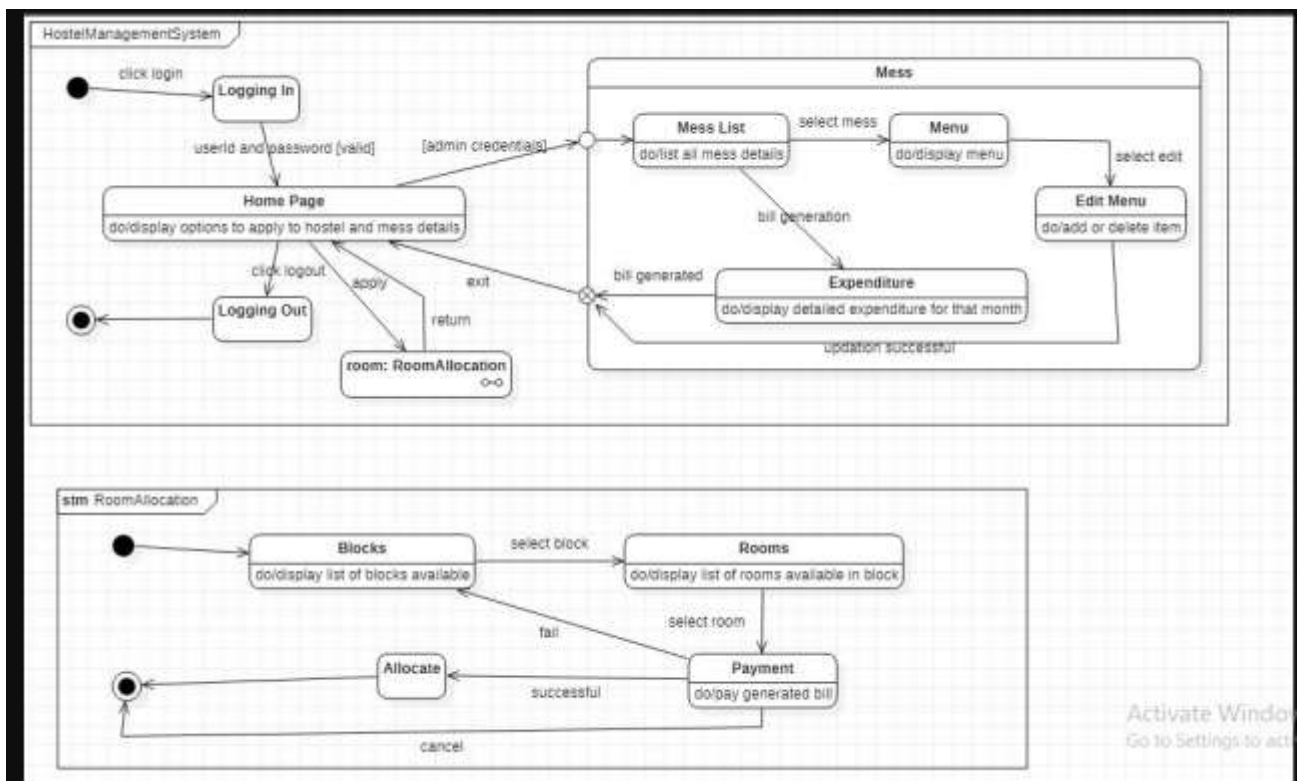 HostelManagementSystem
click login
Logging In
Mess
Mess List
do/list all mess details
select mess
Menu
do/display menu
userId and password [valid]
[admin credentials]
select edit
Home Page
do/display options to apply to hostel and mess details
Edit Menu
do/add or delete item
bill generation
click logout
apply
exit
bill generated
Expenditure
do/display detailed expenditure for that month
Logging Out
return
updation successful
room: RoomAllocation
stm RoomAllocation
Blocks
do/display list of blocks available
select block
Rooms
do/display list of rooms available in block
select room
fail
Allocate
successful
Payment
do/pay generated bill
cancel
Activate Window
Go to Settings to acti